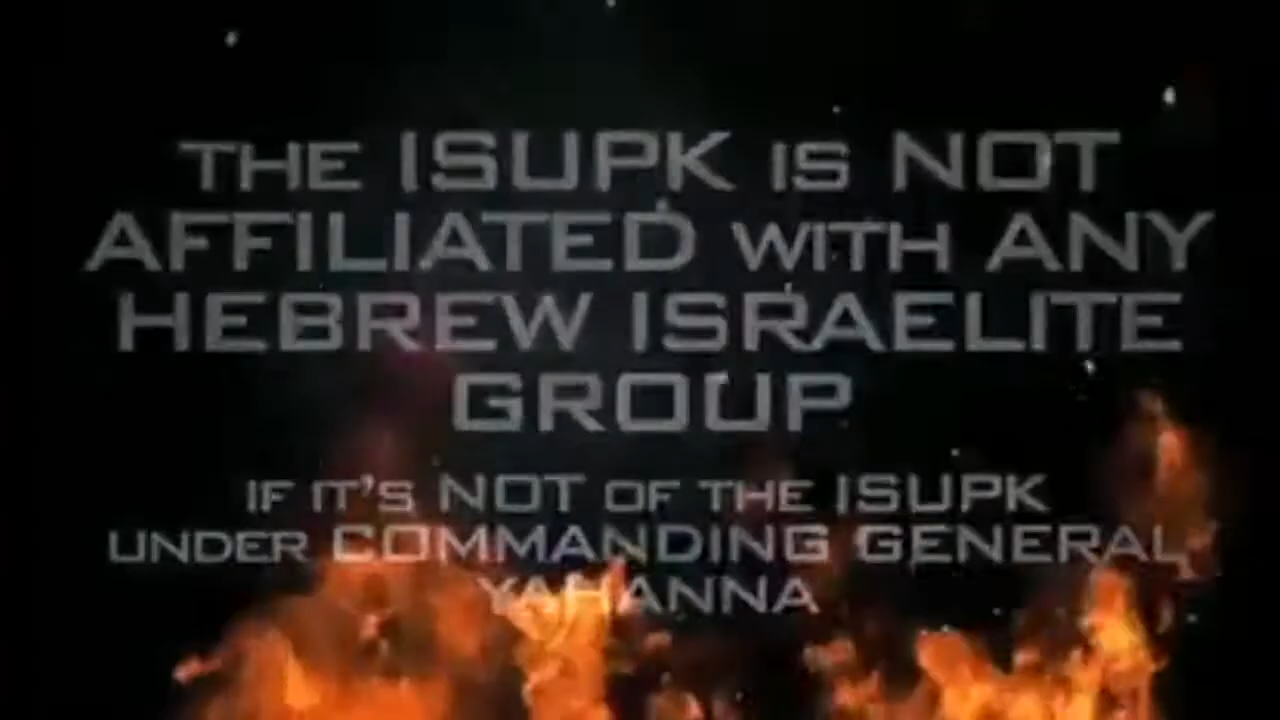 THE ISUPK IS NOT
AFFILIATED WITH ANY
HEBREW ISRAELITE
GROUP
IF IT'S NOT OF THE ISUPK
UNDER COMMANDING GENERAL
YAHANNA